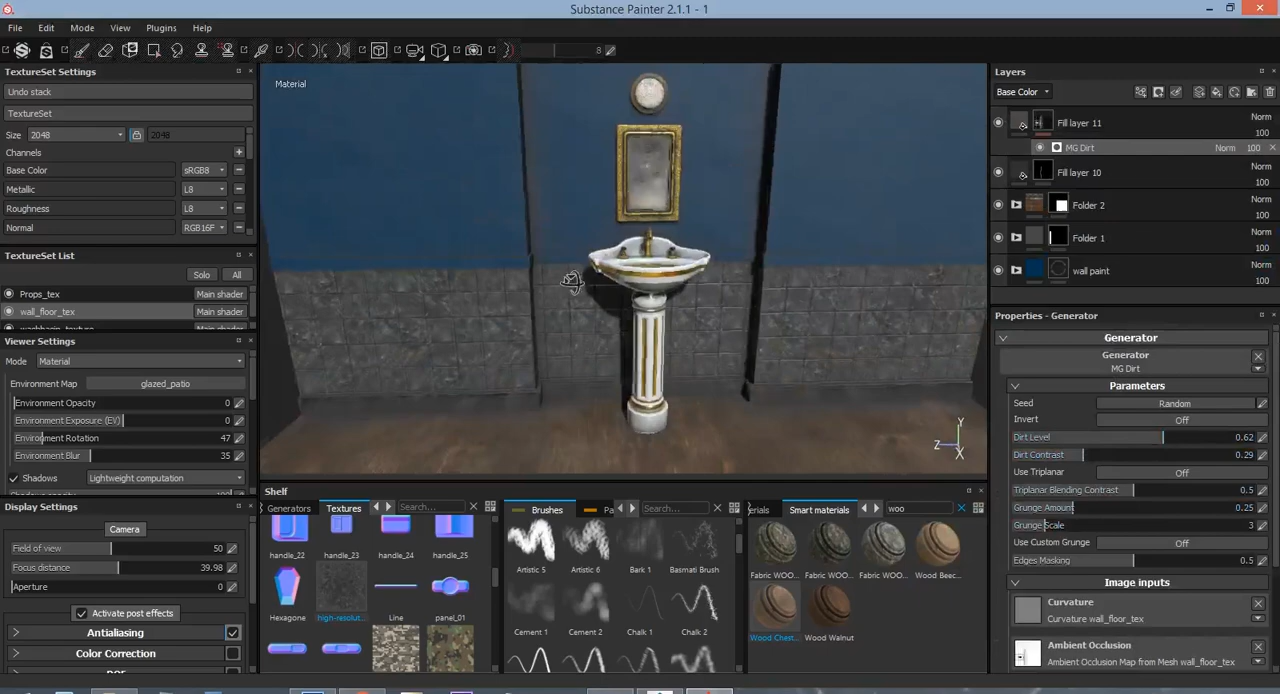 Substance Painter 2.1.1 - 1
File Edit Mode View Plugins Help
.8
TextureSet Settings
Undo stack
TextureSet
Size 2048 2048
Channels
Base Color sRGB8
Metallic L8
Roughness L8
Normal RGB16F
TextureSet List
Solo All
Props_tex Main shader
wall_floor_tex Main shader
washbasin_texture Main shader
Viewer Settings
Mode Material
Environment Map glazed_patio
Environment Opacity 0
Environment Exposure (EV) 0
Environment Rotation 47
Environment Blur 35
Shadows Lightweight computation
Display Settings
Camera
Field of view 50
Focus distance 39.98
Aperture 0
Activate post effects
Antialiasing
Color Correction
Material
Y
Z
X
Shelf
Generators Textures Search...
handle_22 handle_23 handle_24 handle_25
Hexagone high-resolut... Line panel_01
Brushes Pa Search...
Artistic 5 Artistic 6 Bark 1 Basmati Brush
Cement 1 Cement 2 Chalk 1 Chalk 2
erials Smart materials woo
Fabric WOO... Fabric WOO... Fabric WOO... Wood Beec...
Wood Chest... Wood Walnut
Layers
Base Color
Fill layer 11 Norm
100
MG Dirt Norm 100
Fill layer 10 Norm
100
Folder 2 Norm
100
Folder 1 Norm
100
wall paint Norm
100
Properties - Generator
Generator
Generator
MG Dirt
Parameters
Seed Random
Invert Off
Dirt Level 0.62
Dirt Contrast 0.29
Use Triplanar Off
Triplanar Blending Contrast 0.5
Grunge Amount 0.25
Grunge Scale 3
Use Custom Grunge Off
Edges Masking 0.5
Image inputs
Curvature
Curvature wall_floor_tex
Ambient Occlusion
Ambient Occlusion Map from Mesh wall_floor_tex